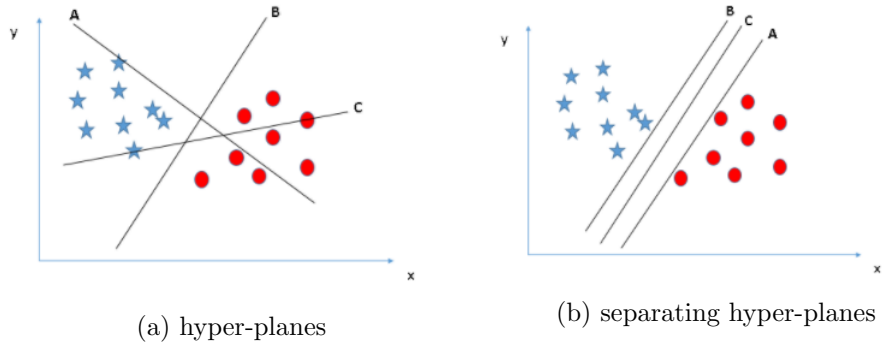 A
B
y
C
x
(a) hyper-planes
B
C
A
y
x
(b) separating hyper-planes